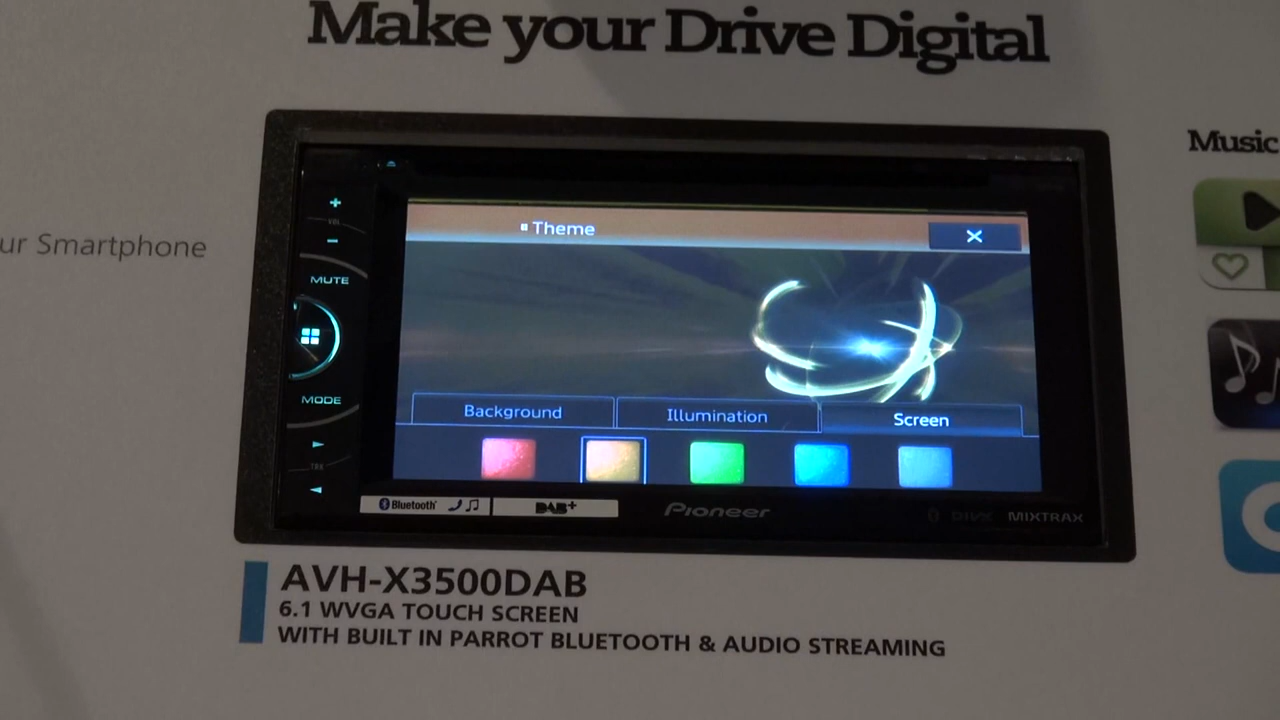 Make your Drive Digital
Music
ur Smartphone
+
VOL
-
MUTE
MODE
TRK
Theme
Background
Illumination
Screen
Bluetooth
DAB+
Pioneer
DIVX
MIXTRAX
AVH-X3500DAB
6.1 WVGA TOUCH SCREEN
WITH BUILT IN PARROT BLUETOOTH & AUDIO STREAMING